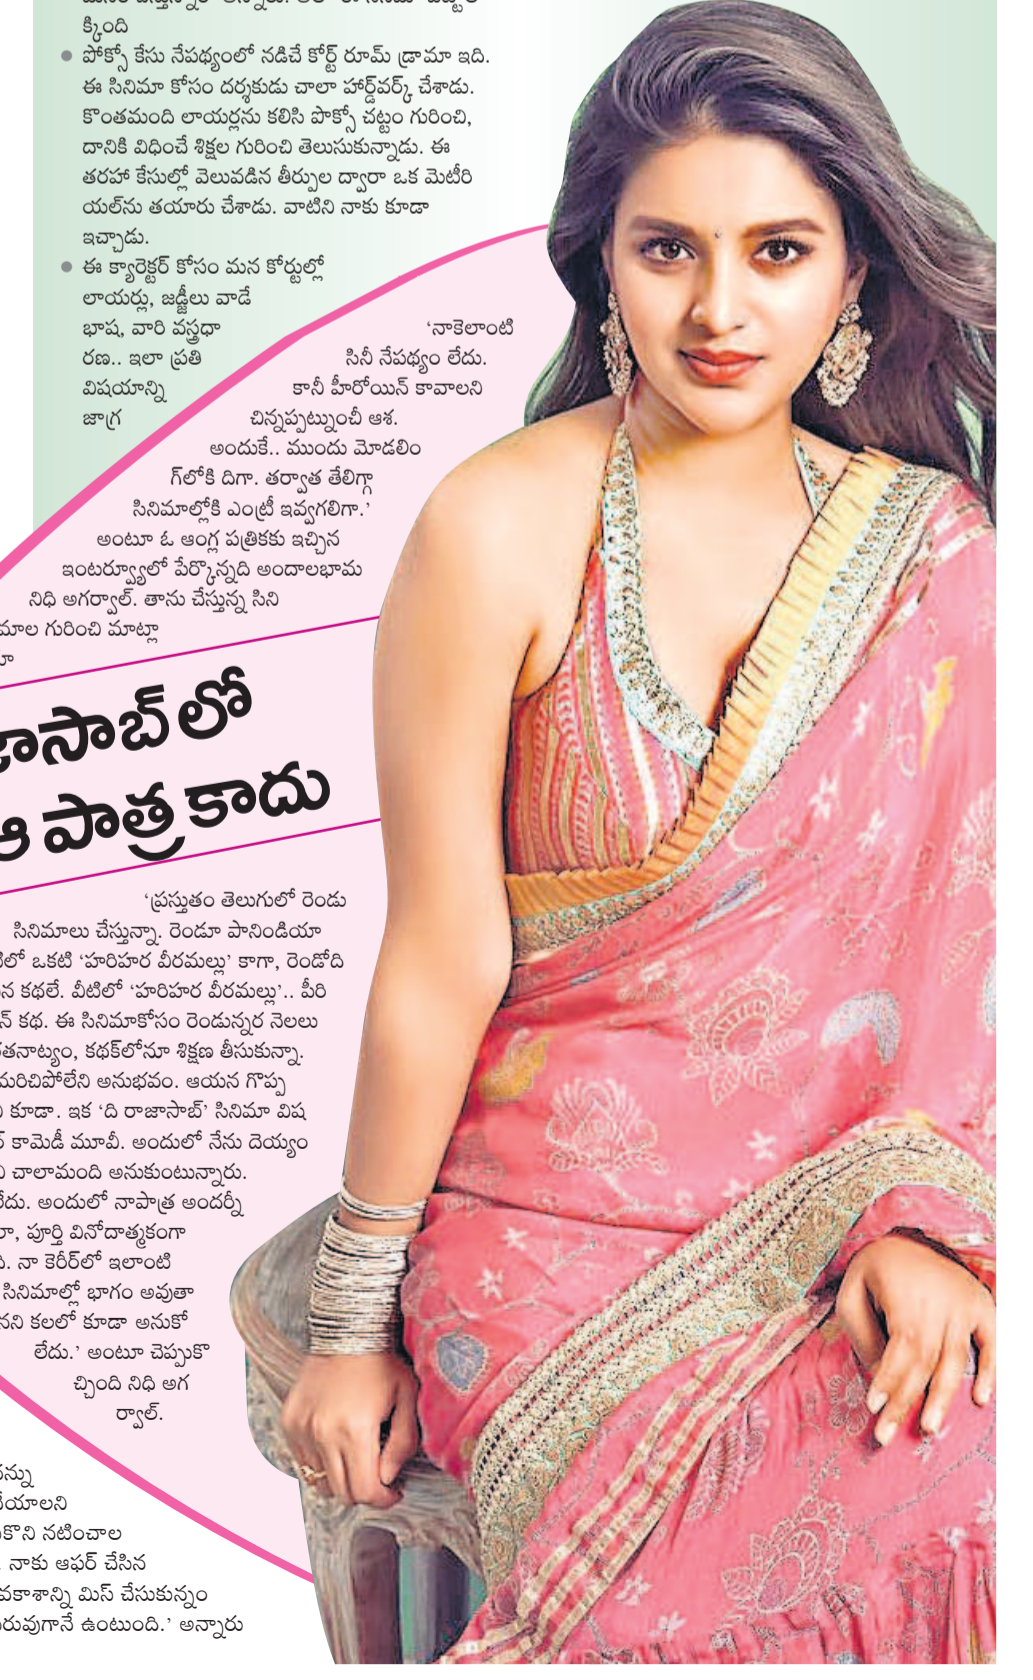 క్కింది
● పోక్సో కేసు నేపథ్యంలో నడిచే కోర్ట్ రూమ్ డ్రామా ఇది.
ఈ సినిమా కోసం దర్శకుడు చాలా హార్డ్‌వర్క్ చేశాడు.
కొంతమంది లాయర్లను కలిసి పొక్సో చట్టం గురించి,
దానికి విధించే శిక్షల గురించి తెలుసుకున్నాడు. ఈ
తరహా కేసుల్లో వెలువడిన తీర్పుల ద్వారా ఒక మెటీరి
యల్‌ను తయారు చేశాడు. వాటిని నాకు కూడా
ఇచ్చాడు.
● ఈ క్యారెక్టర్ కోసం మన కోర్టుల్లో
లాయర్లు, జడ్జీలు వాడే
భాష, వారి వస్త్రధా
రణ.. ఇలా ప్రతి
విషయాన్ని
జాగ్ర
‘నాకెలాంటి
సినీ నేపథ్యం లేదు.
కానీ హీరోయిన్ కావాలని
చిన్నప్పట్నుంచీ ఆశ.
అందుకే.. ముందు మోడలిం
గ్‌లోకి దిగా. తర్వాత తేలిగ్గా
సినిమాల్లోకి ఎంట్రీ ఇవ్వగలిగా.’
అంటూ ఓ ఆంగ్ల పత్రికకు ఇచ్చిన
ఇంటర్వ్యూలో పేర్కొన్నది అందాలభామ
నిధి అగర్వాల్. తాను చేస్తున్న సిని
మాల గురించి మాట్లా
జాసాబ్‌లో
ఆ పాత్ర కాదు
‘ప్రస్తుతం తెలుగులో రెండు
సినిమాలు చేస్తున్నా. రెండూ పానిండియా
టిలో ఒకటి ‘హరిహర వీరమల్లు’ కాగా, రెండోది
న కథలే. వీటిలో ‘హరిహర వీరమల్లు’.. పీరి
న్ కథ. ఈ సినిమాకోసం రెండున్నర నెలలు
తనాట్యం, కథక్‌లోనూ శిక్షణ తీసుకున్నా.
మరిచిపోలేని అనుభవం. ఆయన గొప్ప
కూడా. ఇక ‘ది రాజాసాబ్’ సినిమా విష
ర్ కామెడీ మూవీ. అందులో నేను దెయ్యం
చాలామంది అనుకుంటున్నారు.
లేదు. అందులో నాపాత్ర అందర్నీ
లా, పూర్తి వినోదాత్మకంగా
ది. నా కెరీర్‌లో ఇలాంటి
సినిమాల్లో భాగం అవుతా
నని కలలో కూడా అనుకో
లేదు.’ అంటూ చెప్పుకొ
చ్చింది నిధి అగ
ర్వాల్.
న్ను
చేయాలని
కొని నటించాల
. నాకు ఆఫర్ చేసిన
వకాశాన్ని మిస్ చేసుకున్నం
రువుగానే ఉంటుంది.’ అన్నారు